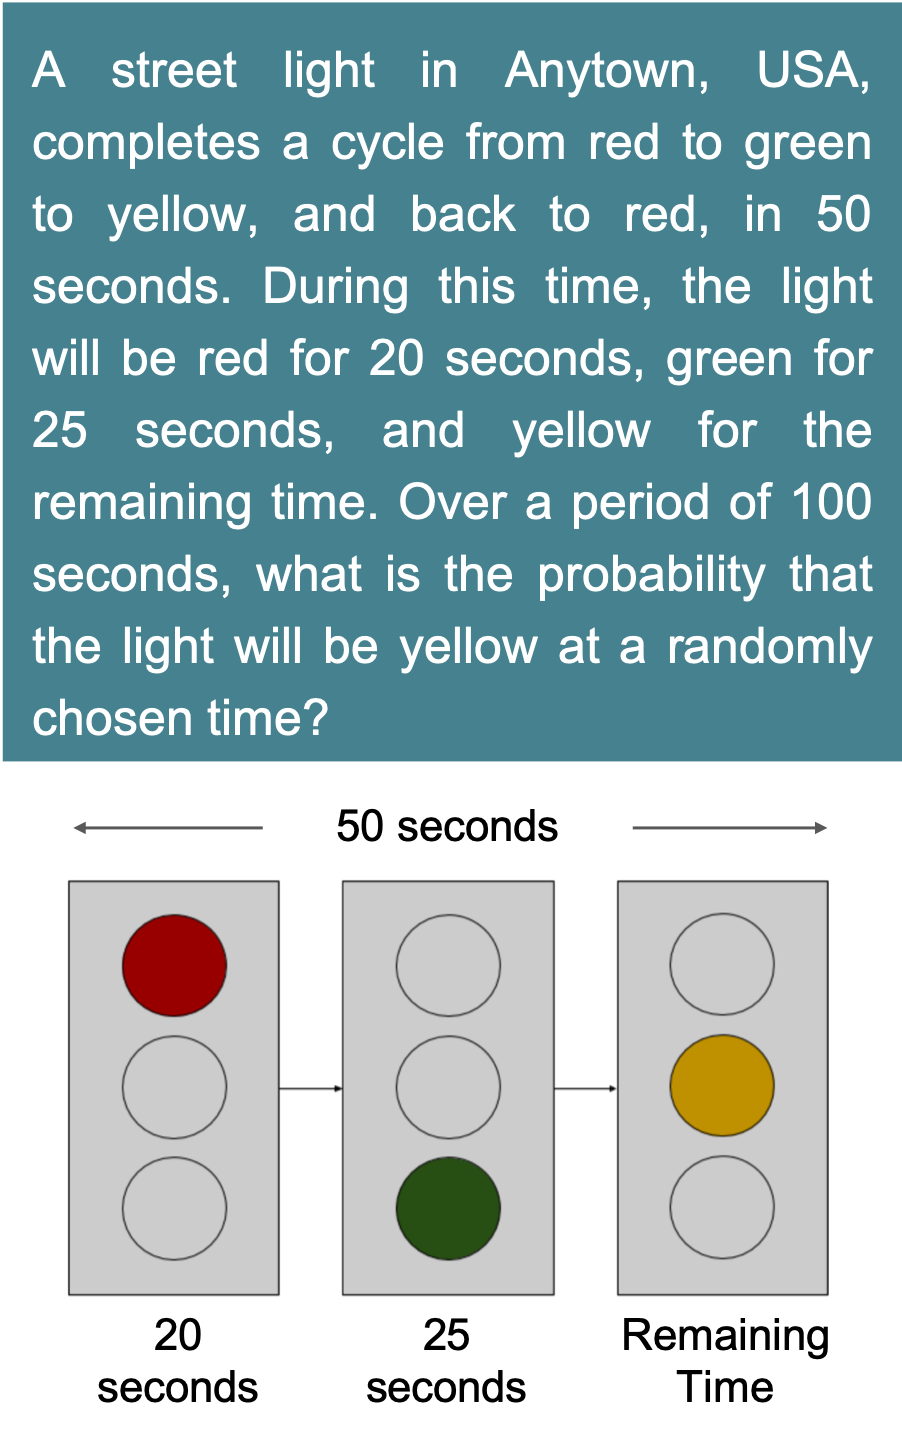 A street light in Anytown, USA,
completes a cycle from red to green
to yellow, and back to red, in 50
seconds. During this time, the light
will be red for 20 seconds, green for
25 seconds, and yellow for the
remaining time. Over a period of 100
seconds, what is the probability that
the light will be yellow at a randomly
chosen time?
50 seconds
20
seconds
25
seconds
Remaining
Time